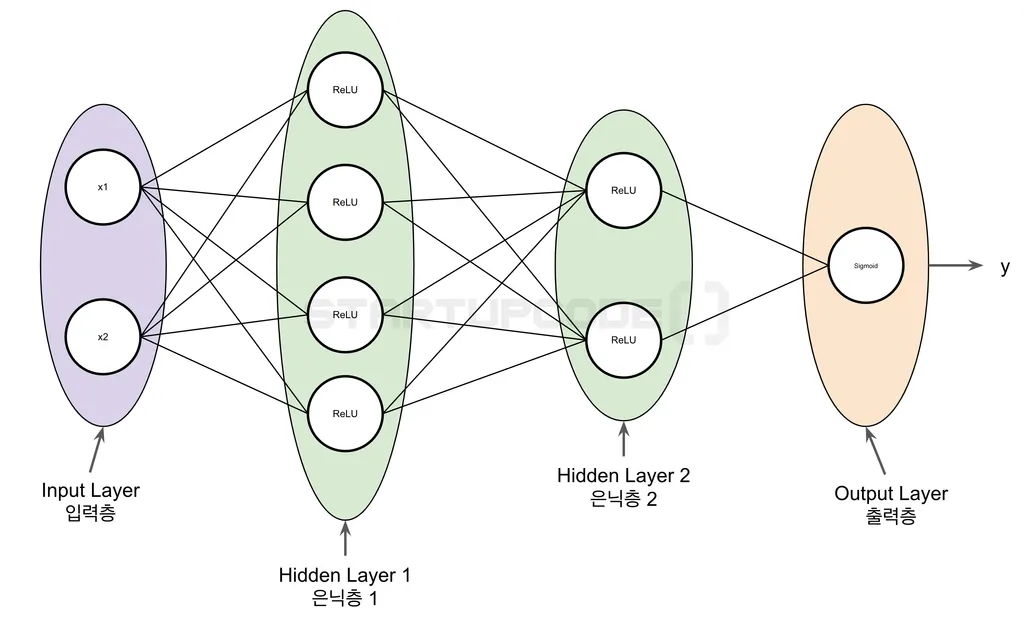 x1
x2
ReLU
ReLU
ReLU
ReLU
ReLU
ReLU
Sigmoid
y
STARTUPCODE{}
Input Layer
입력층
Hidden Layer 1
은닉층 1
Hidden Layer 2
은닉층 2
Output Layer
출력층